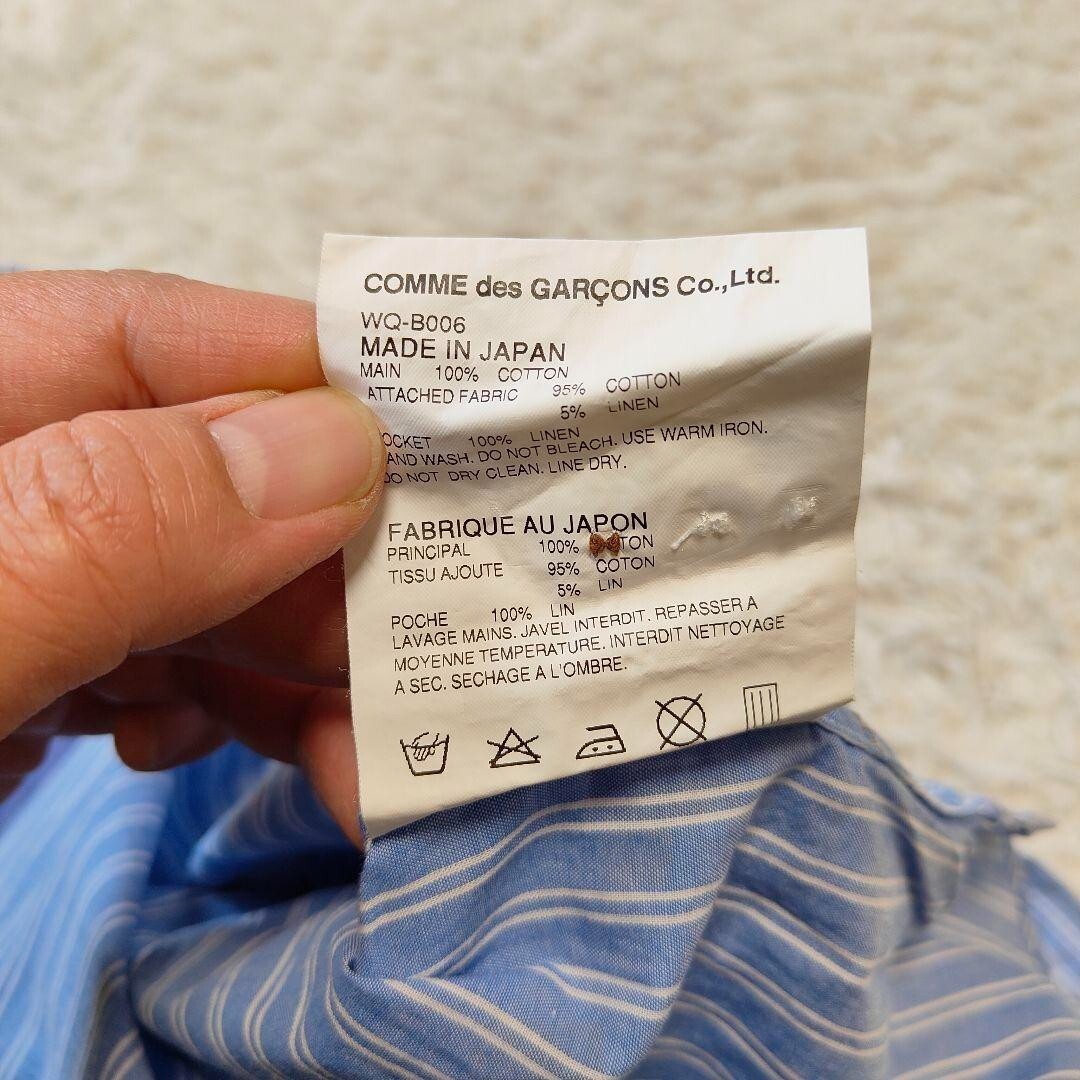 COMME des GARÇONS Co.,Ltd.
WQ-B006
MADE IN JAPAN
MAIN 100% COTTON
ATTACHED FABRIC 95% COTTON
5% LINEN
OCKET 100% LINEN
AND WASH. DO NOT BLEACH. USE WARM IRON.
DO NOT DRY CLEAN. LINE DRY.
FABRIQUE AU JAPON
PRINCIPAL 100% TON
TISSU AJOUTE 95% COTON
5% LIN
POCHE 100% LIN
LAVAGE MAINS. JAVEL INTERDIT. REPASSER A
MOYENNE TEMPERATURE. INTERDIT NETTOYAGE
A SEC. SECHAGE A L'OMBRE.